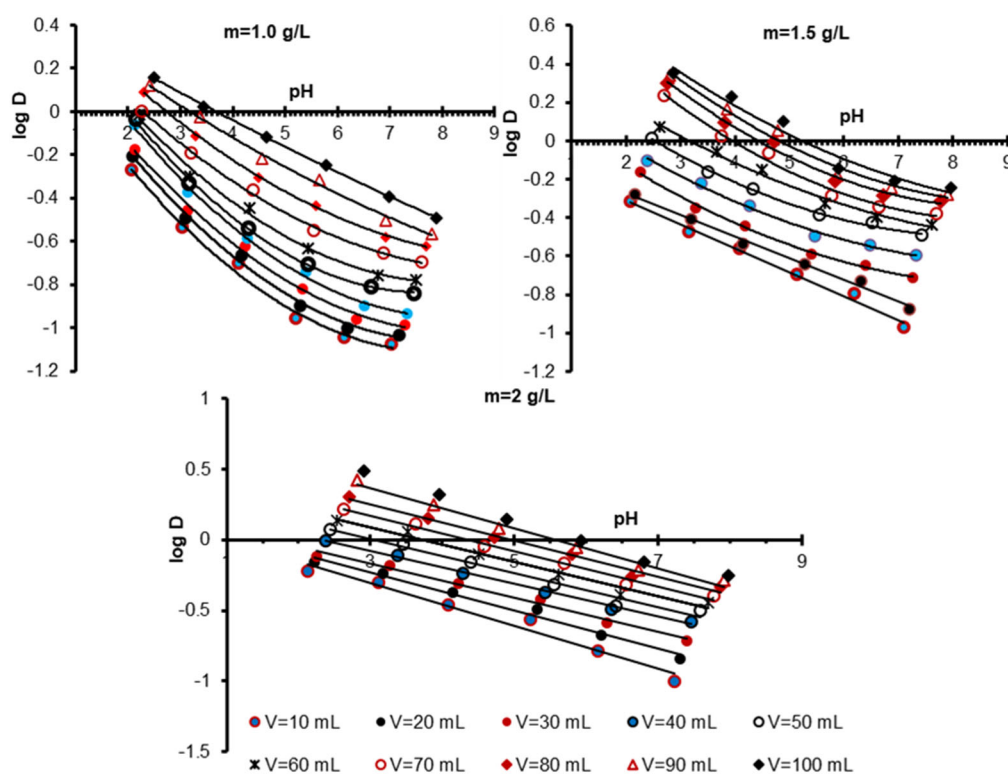 m=1.0 g/L
0.4
0.2
0
-0.2
-0.4
-0.6
-0.8
-1
-1.2
log D
pH
1 2 3 4 5 6 7 8 9
m=1.5 g/L
0.6
0.4
0.2
0
-0.2
-0.4
-0.6
-0.8
-1
-1.2
log D
pH
1 2 3 4 5 6 7 8 9
m=2 g/L
1
0.5
0
-0.5
-1
-1.5
log D
pH
3 5 7 9
V=10 mL V=20 mL V=30 mL V=40 mL V=50 mL
V=60 mL V=70 mL V=80 mL V=90 mL V=100 mL